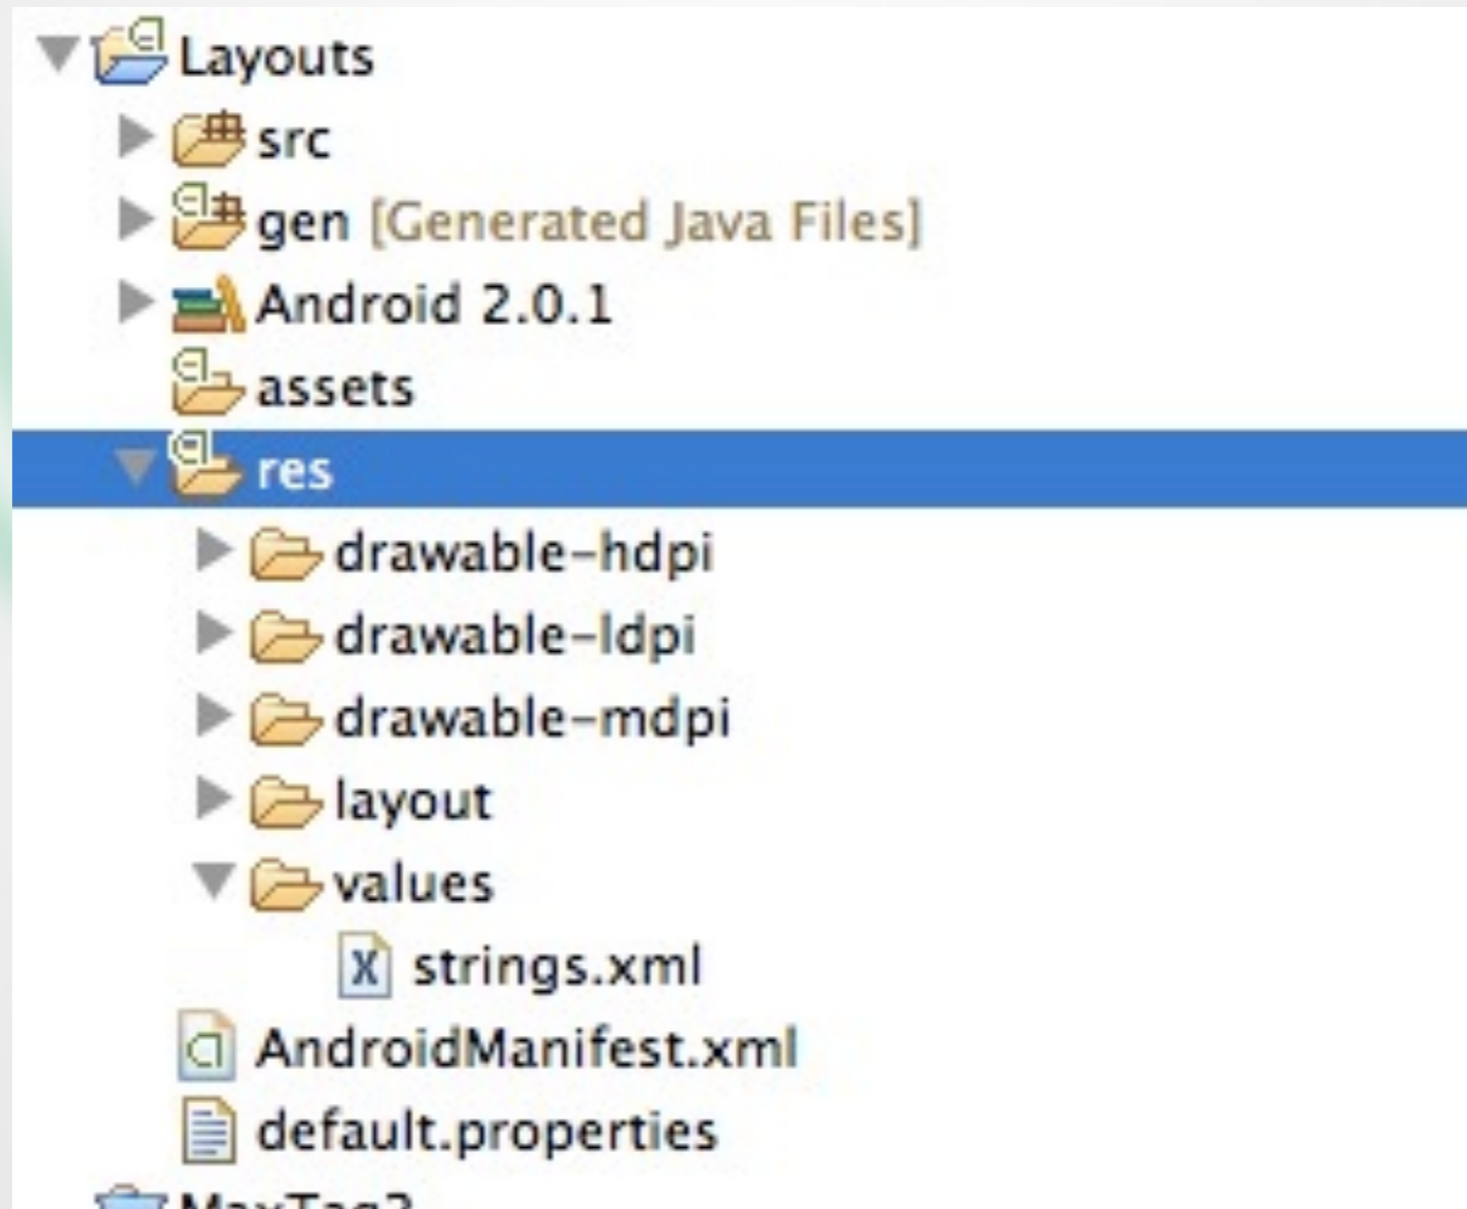 Layouts
src
gen [Generated Java Files]
Android 2.0.1
assets
res
drawable-hdpi
drawable-ldpi
drawable-mdpi
layout
values
strings.xml
AndroidManifest.xml
default.properties